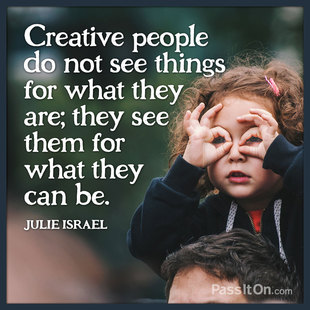 Creative people
do not see things
for what they
are; they see
them for
what they
can be.
JULIE ISRAEL
PassItOn.com